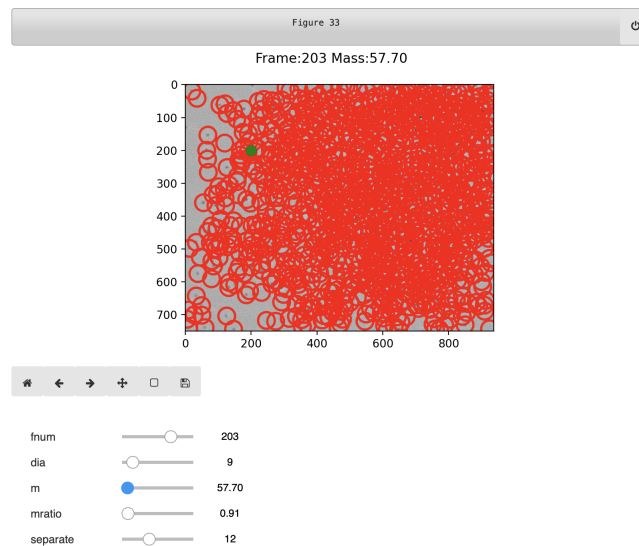 Figure 33
Frame:203 Mass:57.70
0
100
200
300
400
500
600
700
0 200 400 600 800
fnum 203
dia 9
m 57.70
mratio 0.91
separate 12